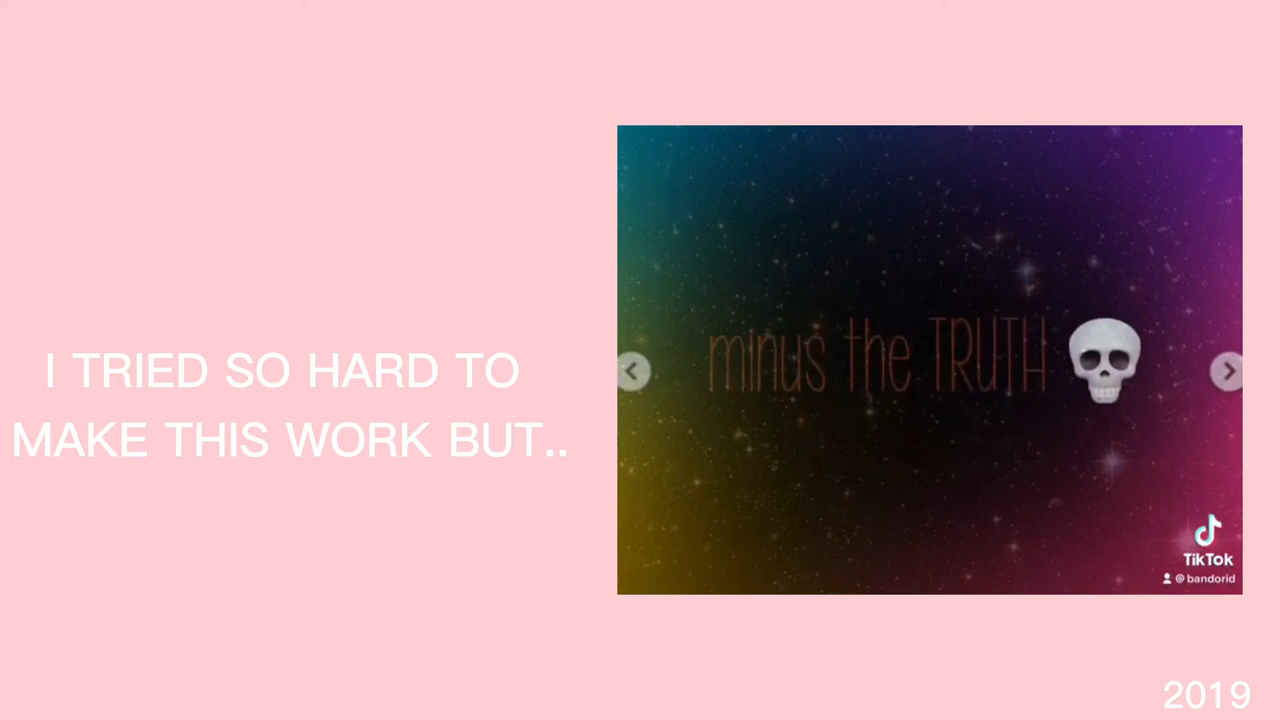 I TRIED SO HARD TO
MAKE THIS WORK BUT..
minus the TRUTH
TikTok
@bandorid
2019